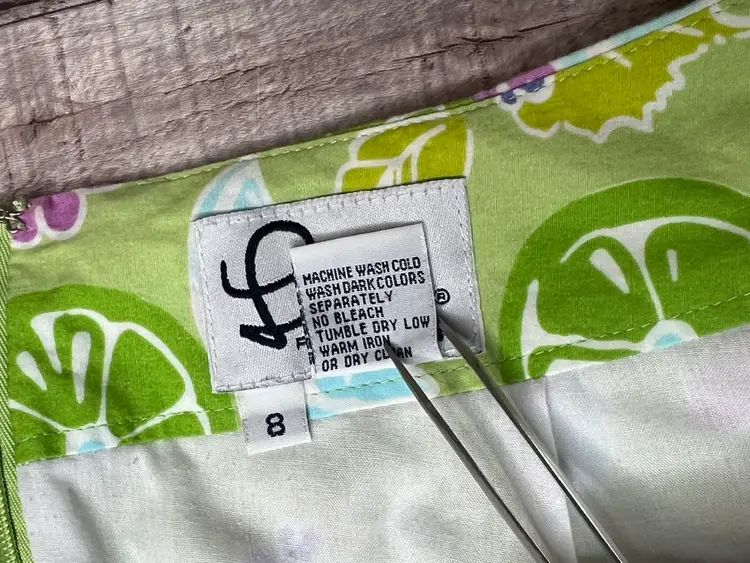 MACHINE WASH COLD
WASH DARK COLORS
SEPARATELY
NO BLEACH
TUMBLE DRY LOW
WARM IRON
OR DRY CLEAN
®
8